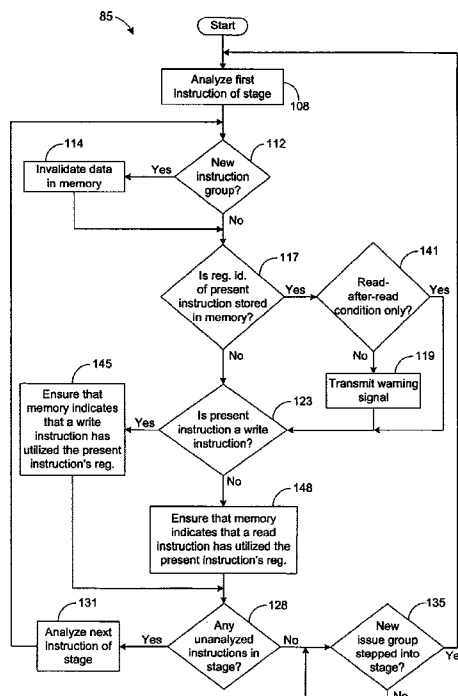 85
Start
Analyze first
instruction of stage
108
112
New
instruction
group?
Yes
No
114
Invalidate data
in memory
117
Is reg. id.
of present
instruction stored
in memory?
Yes
No
141
Read-
after-read
condition only?
Yes
No
119
Transmit warning
signal
145
Ensure that
memory indicates
that a write
instruction has
utilized the present
instruction's reg.
123
Is present
instruction a write
instruction?
Yes
No
148
Ensure that memory
indicates that a read
instruction has utilized the
present instruction's reg.
131
Analyze next
instruction of
stage
128
Any
unanalyzed
instructions in
stage?
Yes
No
135
New
issue group
stepped into
stage?
Yes
No